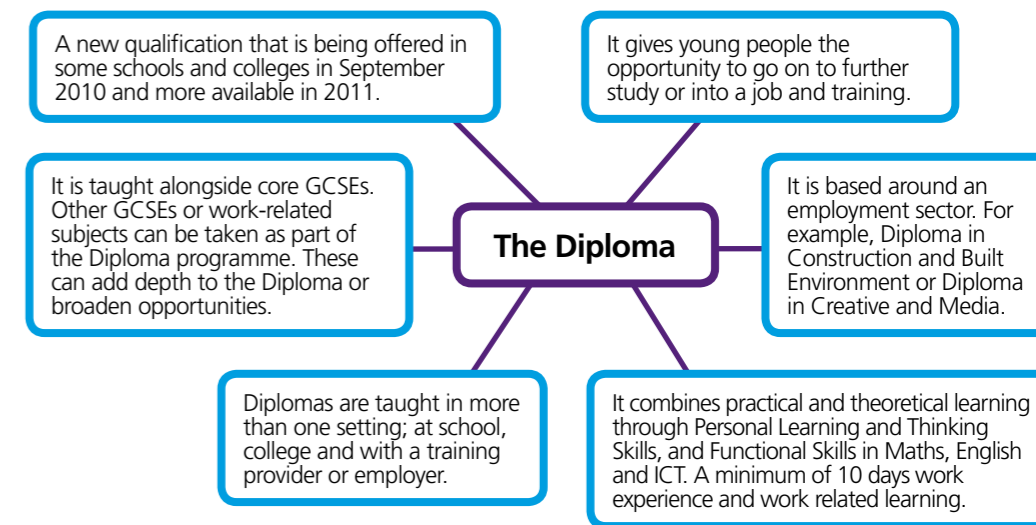 A new qualification that is being offered in
some schools and colleges in September
2010 and more available in 2011.
It gives young people the
opportunity to go on to further
study or into a job and training.
It is taught alongside core GCSEs.
Other GCSEs or work-related
subjects can be taken as part of
the Diploma programme. These
can add depth to the Diploma or
broaden opportunities.
The Diploma
It is based around an
employment sector. For
example, Diploma in
Construction and Built
Environment or Diploma
in Creative and Media.
Diplomas are taught in more
than one setting; at school,
college and with a training
provider or employer.
It combines practical and theoretical learning
through Personal Learning and Thinking
Skills, and Functional Skills in Maths, English
and ICT. A minimum of 10 days work
experience and work related learning.